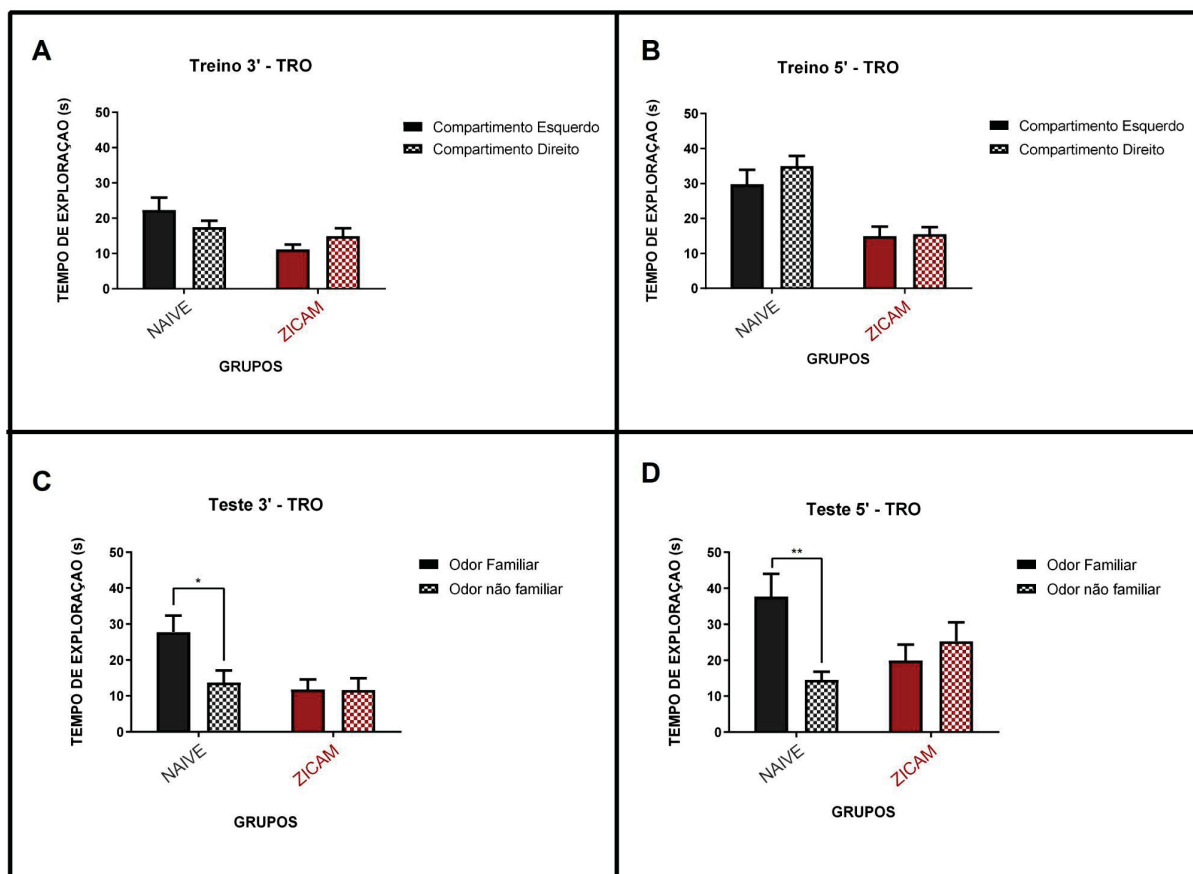 A
Treino 3' - TRO
TEMPO DE EXPLORAÇAO (s)
50
40
30
20
10
0
Compartimento Esquerdo
Compartimento Direito
NAIVE
ZICAM
GRUPOS
B
Treino 5' - TRO
TEMPO DE EXPLORAÇAO (s)
50
40
30
20
10
0
Compartimento Esquerdo
Compartimento Direito
NAIVE
ZICAM
GRUPOS
C
Teste 3' - TRO
TEMPO DE EXPLORAÇAO (s)
50
40
30
20
10
0
*
Odor Familiar
Odor não familiar
NAIVE
ZICAM
GRUPOS
D
Teste 5' - TRO
TEMPO DE EXPLORAÇAO (s)
50
40
30
20
10
0
**
Odor Familiar
Odor não familiar
NAIVE
ZICAM
GRUPOS